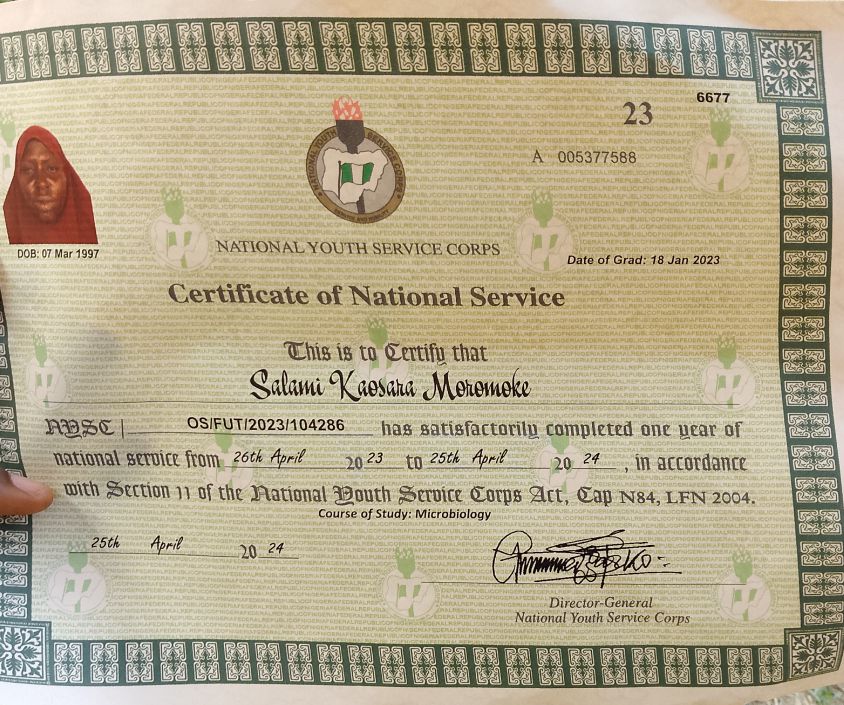 6677
23
A 005377588
NATIONAL YOUTH SERVICE CORPS
DOB: 07 Mar 1997
NATIONAL YOUTH SERVICE CORPS
Date of Grad: 18 Jan 2023
Certificate of National Service
This is to Certify that
Salami Kaosara Moromoke
NYSC OS/FUT/2023/104286 has satisfactorily completed one year of
national service from 26th April 2023 to 25th April 2024, in accordance
with Section 11 of the National Youth Service Corps Act, Cap N84, LFN 2004.
Course of Study: Microbiology
25th April 2024
Director-General
National Youth Service Corps